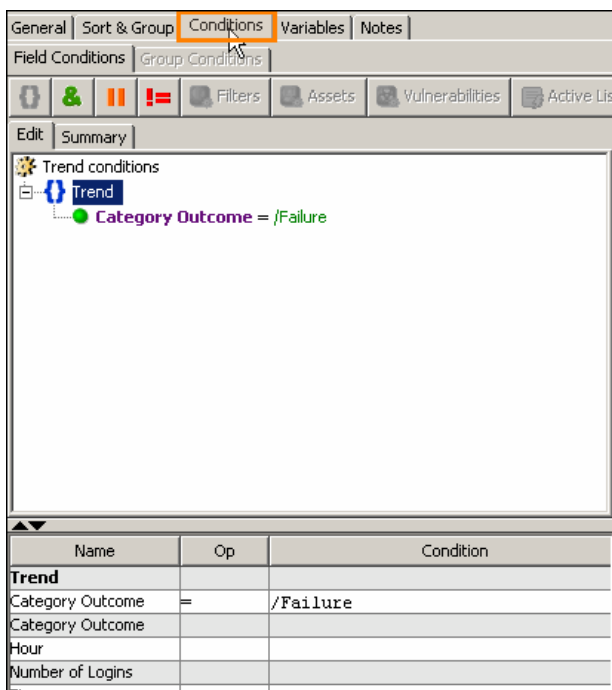 General Sort & Group Conditions Variables Notes
Field Conditions Group Conditions
{} & != Filters Assets Vulnerabilities Active Lis
Edit Summary
Trend conditions
{} Trend
Category Outcome = /Failure
Name Op Condition
Trend
Category Outcome = /Failure
Category Outcome
Hour
Number of Logins